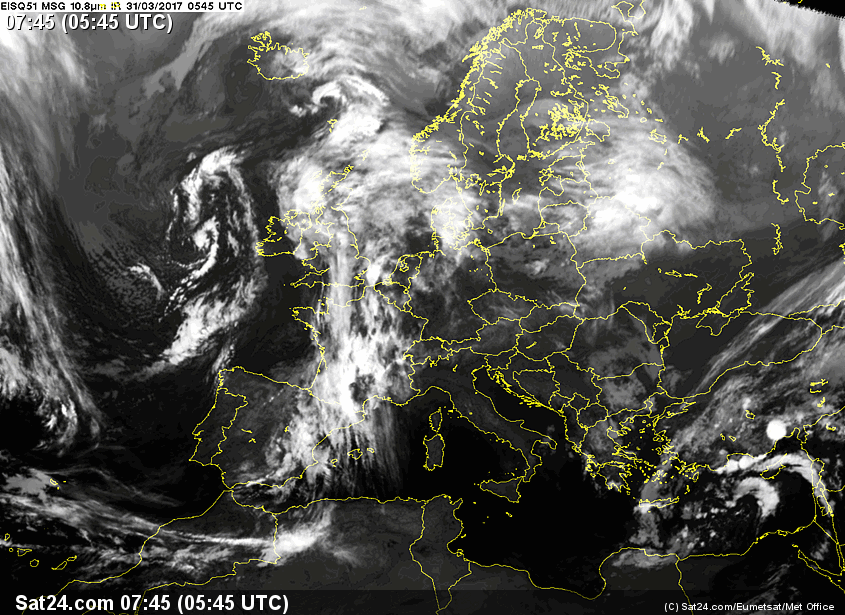 EISQ51 MSG 10.8µm IR 31/03/2017 0545 UTC
07:45 (05:45 UTC)
Sat24.com 07:45 (05:45 UTC)
(C) Sat24.com/Eumetsat/Met Office